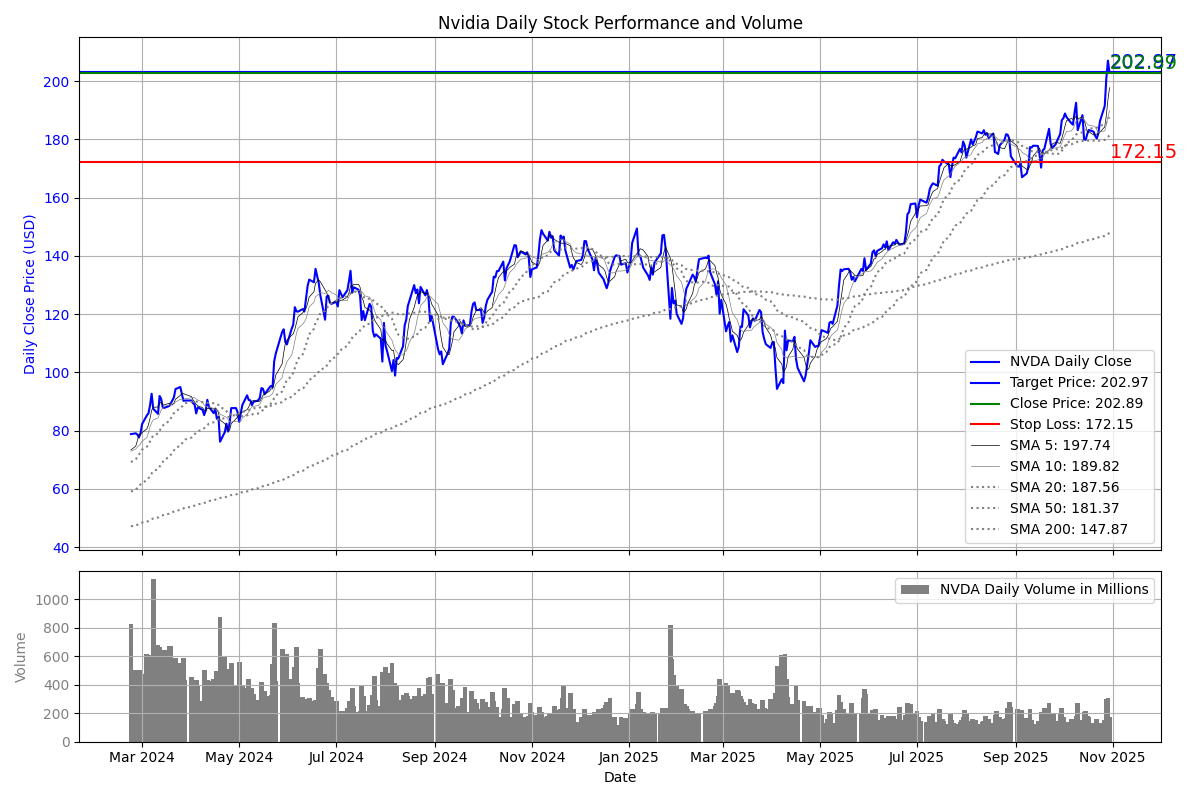 Nvidia Daily Stock Performance and Volume
Daily Close Price (USD)
200
180
160
140
120
100
80
60
40
202.97
202.89
172.15
NVDA Daily Close
Target Price: 202.97
Close Price: 202.89
Stop Loss: 172.15
SMA 5: 197.74
SMA 10: 189.82
SMA 20: 187.56
SMA 50: 181.37
SMA 200: 147.87
Volume
1000
800
600
400
200
0
NVDA Daily Volume in Millions
Mar 2024 May 2024 Jul 2024 Sep 2024 Nov 2024 Jan 2025 Mar 2025 May 2025 Jul 2025 Sep 2025 Nov 2025
Date